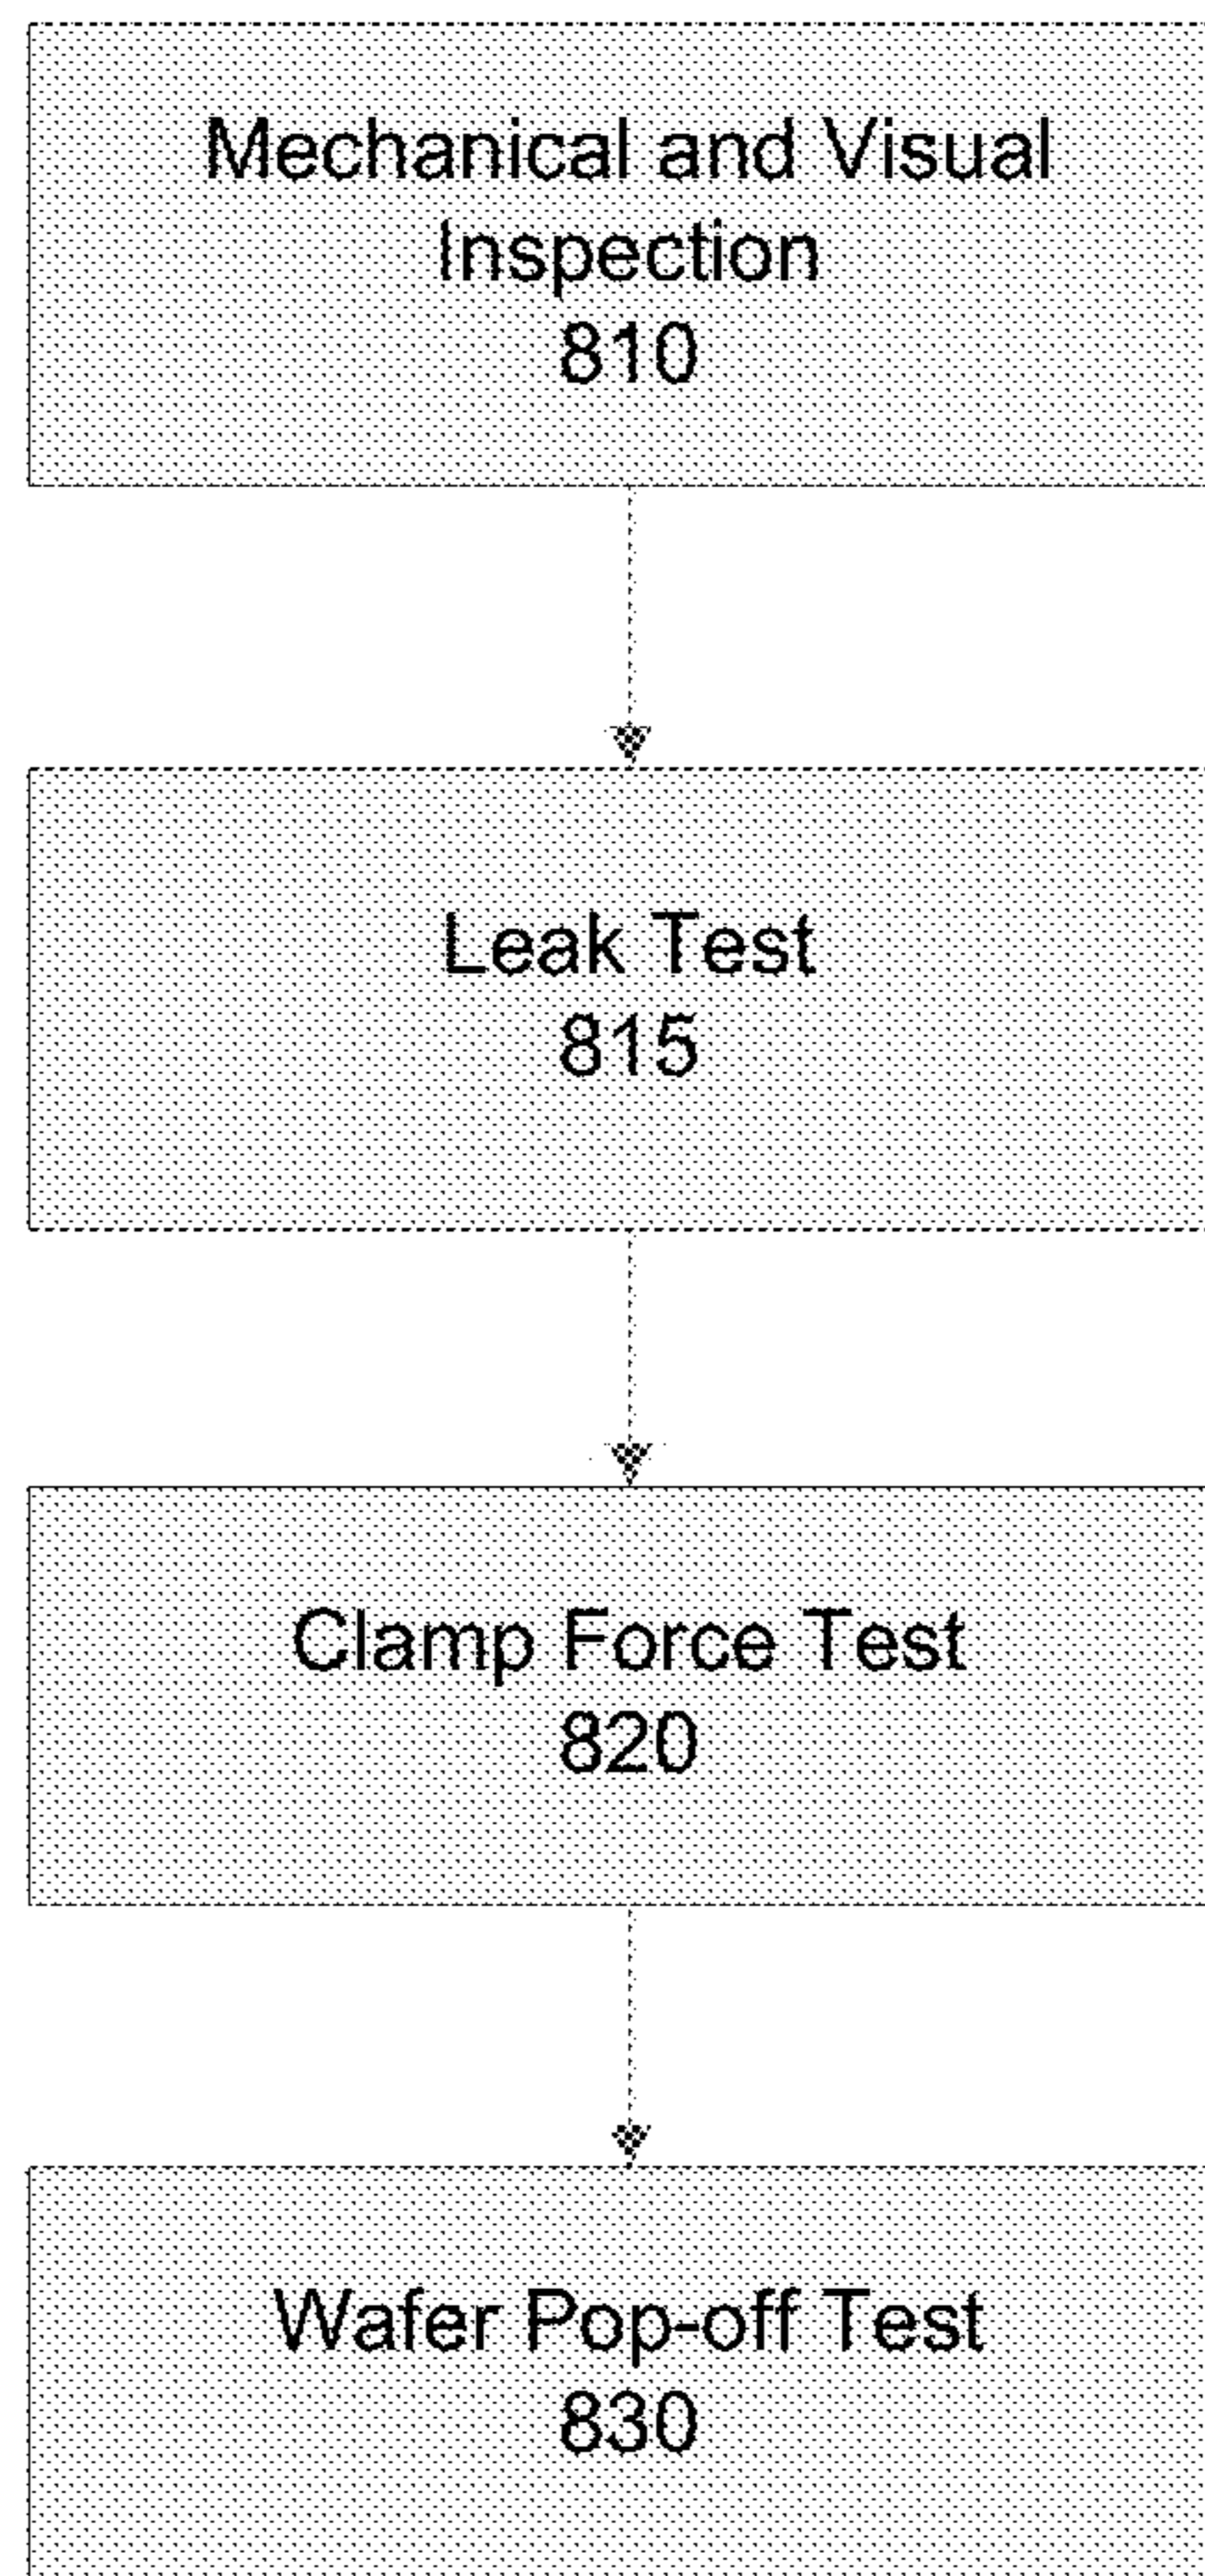 Mechanical and Visual
Inspection
810
Leak Test
815
Clamp Force Test
820
Wafer Pop-off Test
830